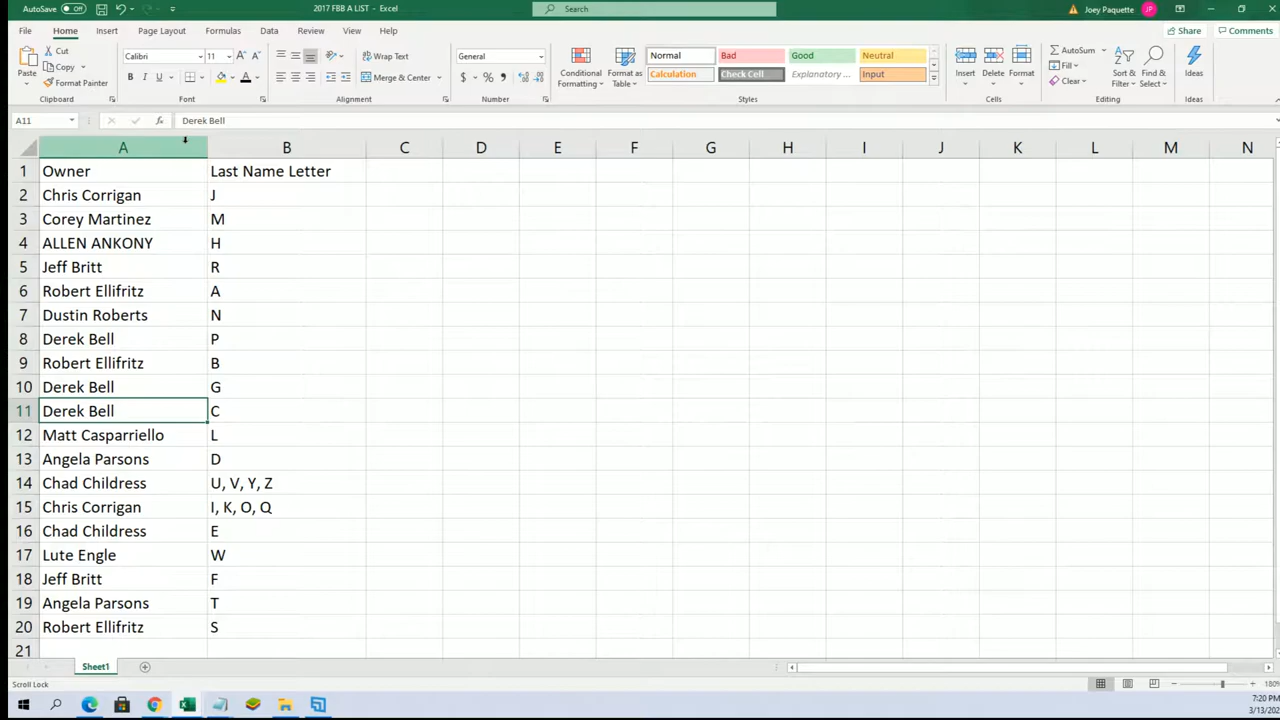 AutoSave Off 2017 FBB A LIST - Excel Search Joey Paquette JP
File Home Insert Page Layout Formulas Data Review View Help Share Comments
Paste Cut Copy Format Painter Clipboard
Calibri 11 B I U A Font
Wrap Text Merge & Center Alignment
General $ % , Number
Conditional Formatting Format as Table
Normal Bad Good Neutral
Calculation Check Cell Explanatory ... Input
Styles
Insert Delete Format Cells
AutoSum Fill Clear Sort & Filter Find & Select Editing
Ideas Ideas
A11 fx Derek Bell
A B C D E F G H I J K L M N
1 Owner Last Name Letter
2 Chris Corrigan J
3 Corey Martinez M
4 ALLEN ANKONY H
5 Jeff Britt R
6 Robert Ellifritz A
7 Dustin Roberts N
8 Derek Bell P
9 Robert Ellifritz B
10 Derek Bell G
11 Derek Bell C
12 Matt Casparriello L
13 Angela Parsons D
14 Chad Childress U, V, Y, Z
15 Chris Corrigan I, K, O, Q
16 Chad Childress E
17 Lute Engle W
18 Jeff Britt F
19 Angela Parsons T
20 Robert Ellifritz S
21
Sheet1
Scroll Lock 180%
7:20 PM
3/13/202